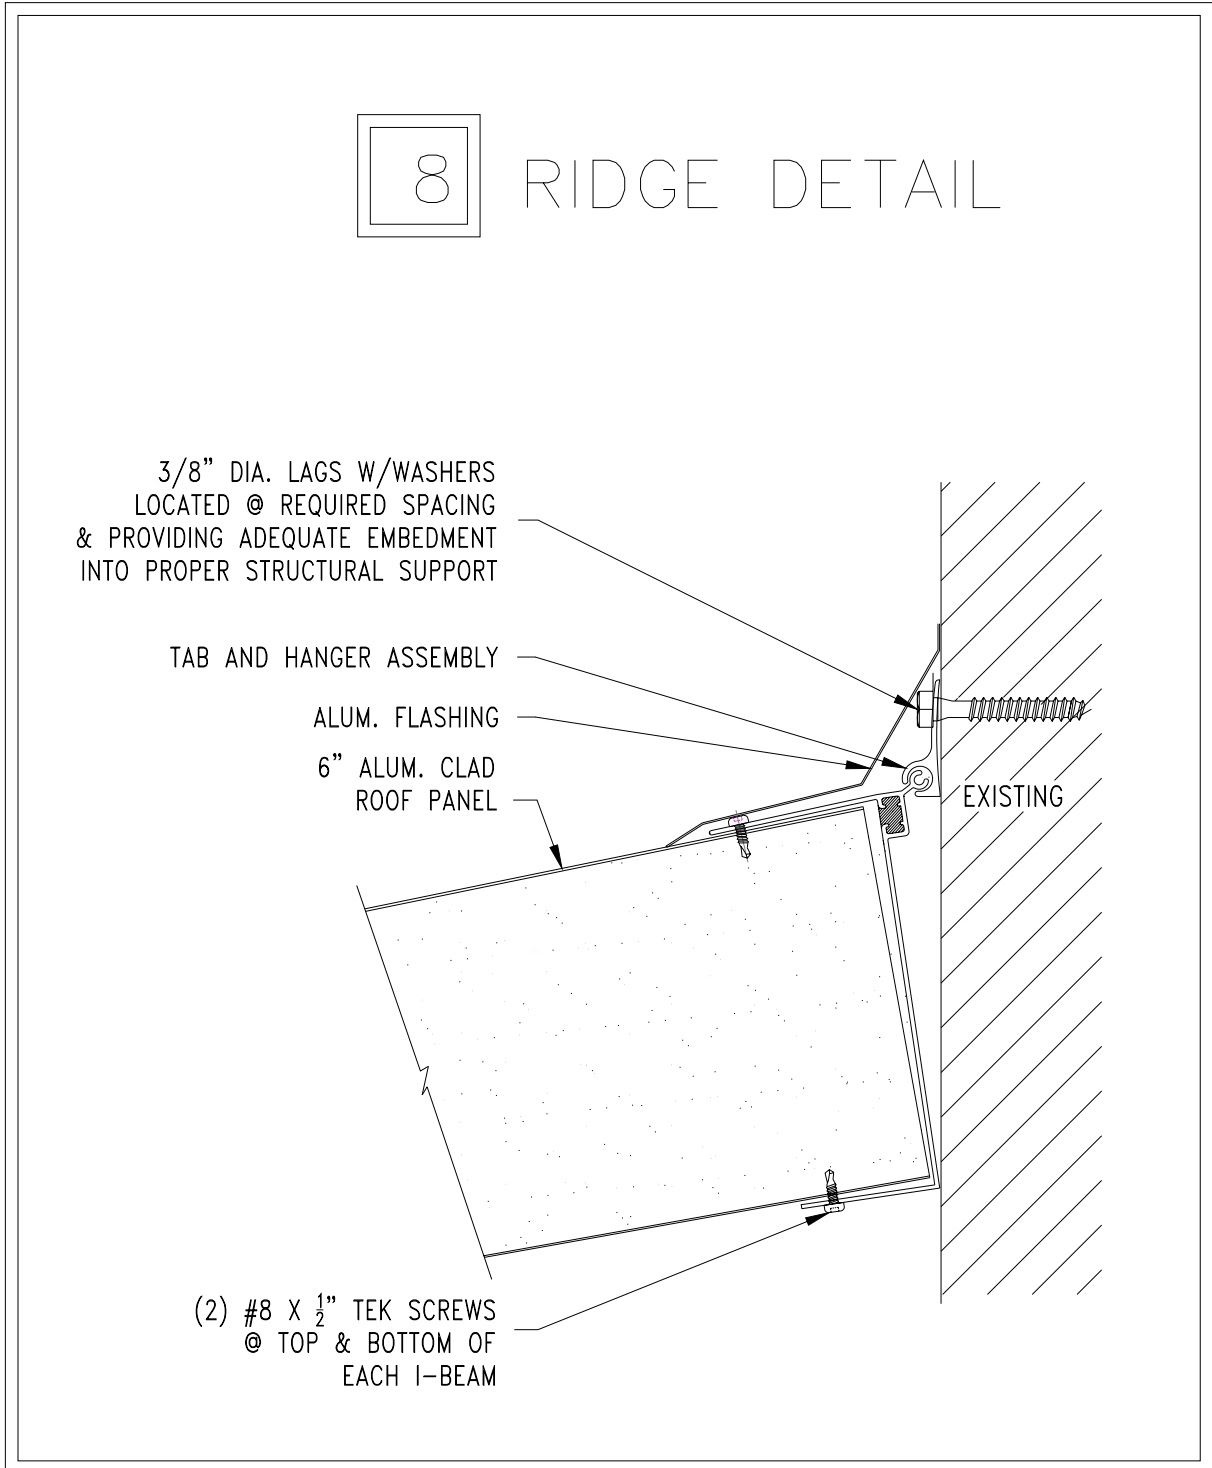 8 RIDGE DETAIL
3/8" DIA. LAGS W/WASHERS
LOCATED @ REQUIRED SPACING
& PROVIDING ADEQUATE EMBEDMENT
INTO PROPER STRUCTURAL SUPPORT
TAB AND HANGER ASSEMBLY
ALUM. FLASHING
6" ALUM. CLAD
ROOF PANEL
EXISTING
(2) #8 X ½" TEK SCREWS
@ TOP & BOTTOM OF
EACH I-BEAM